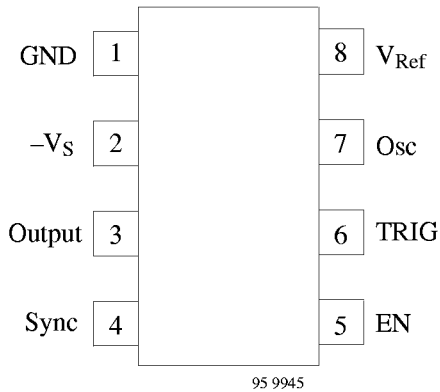 GND 1 8 VRef
–VS 2 7 Osc
Output 3 6 TRIG
Sync 4 5 EN
95 9945